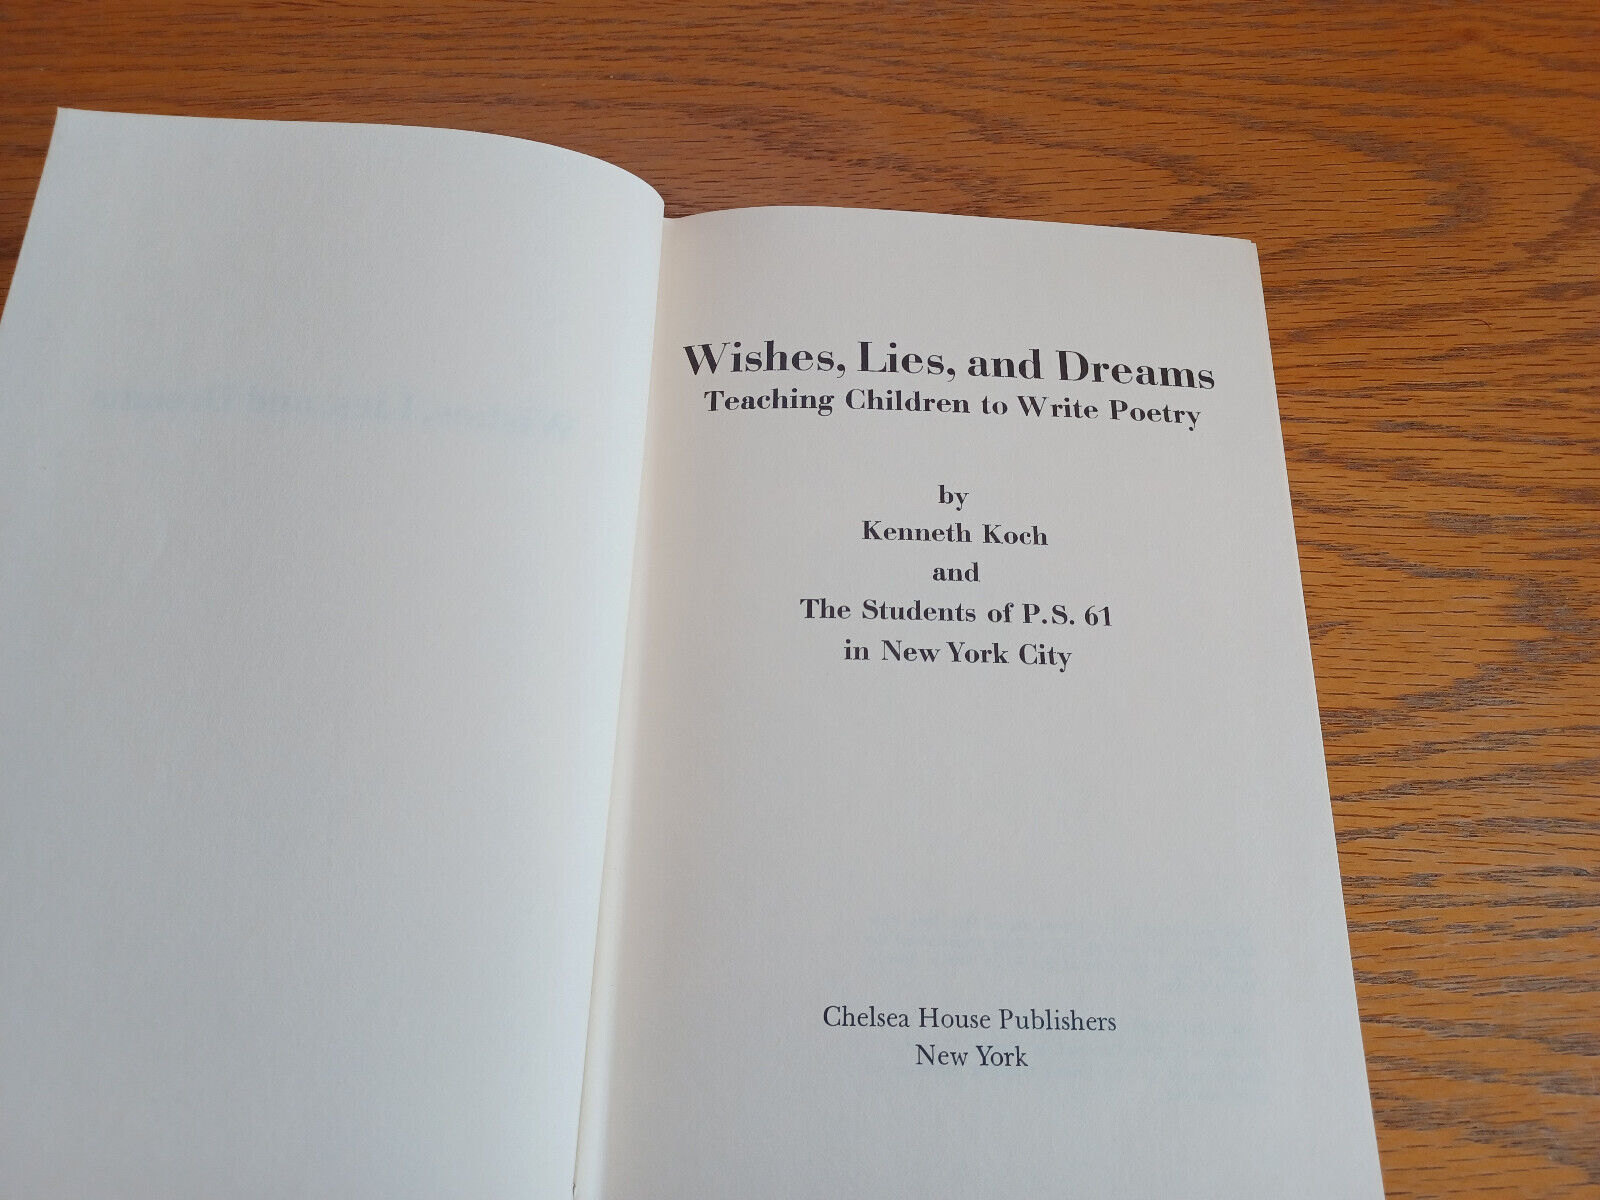 Wishes, Lies, and Dreams
Teaching Children to Write Poetry
by
Kenneth Koch
and
The Students of P.S. 61
in New York City
Chelsea House Publishers
New York